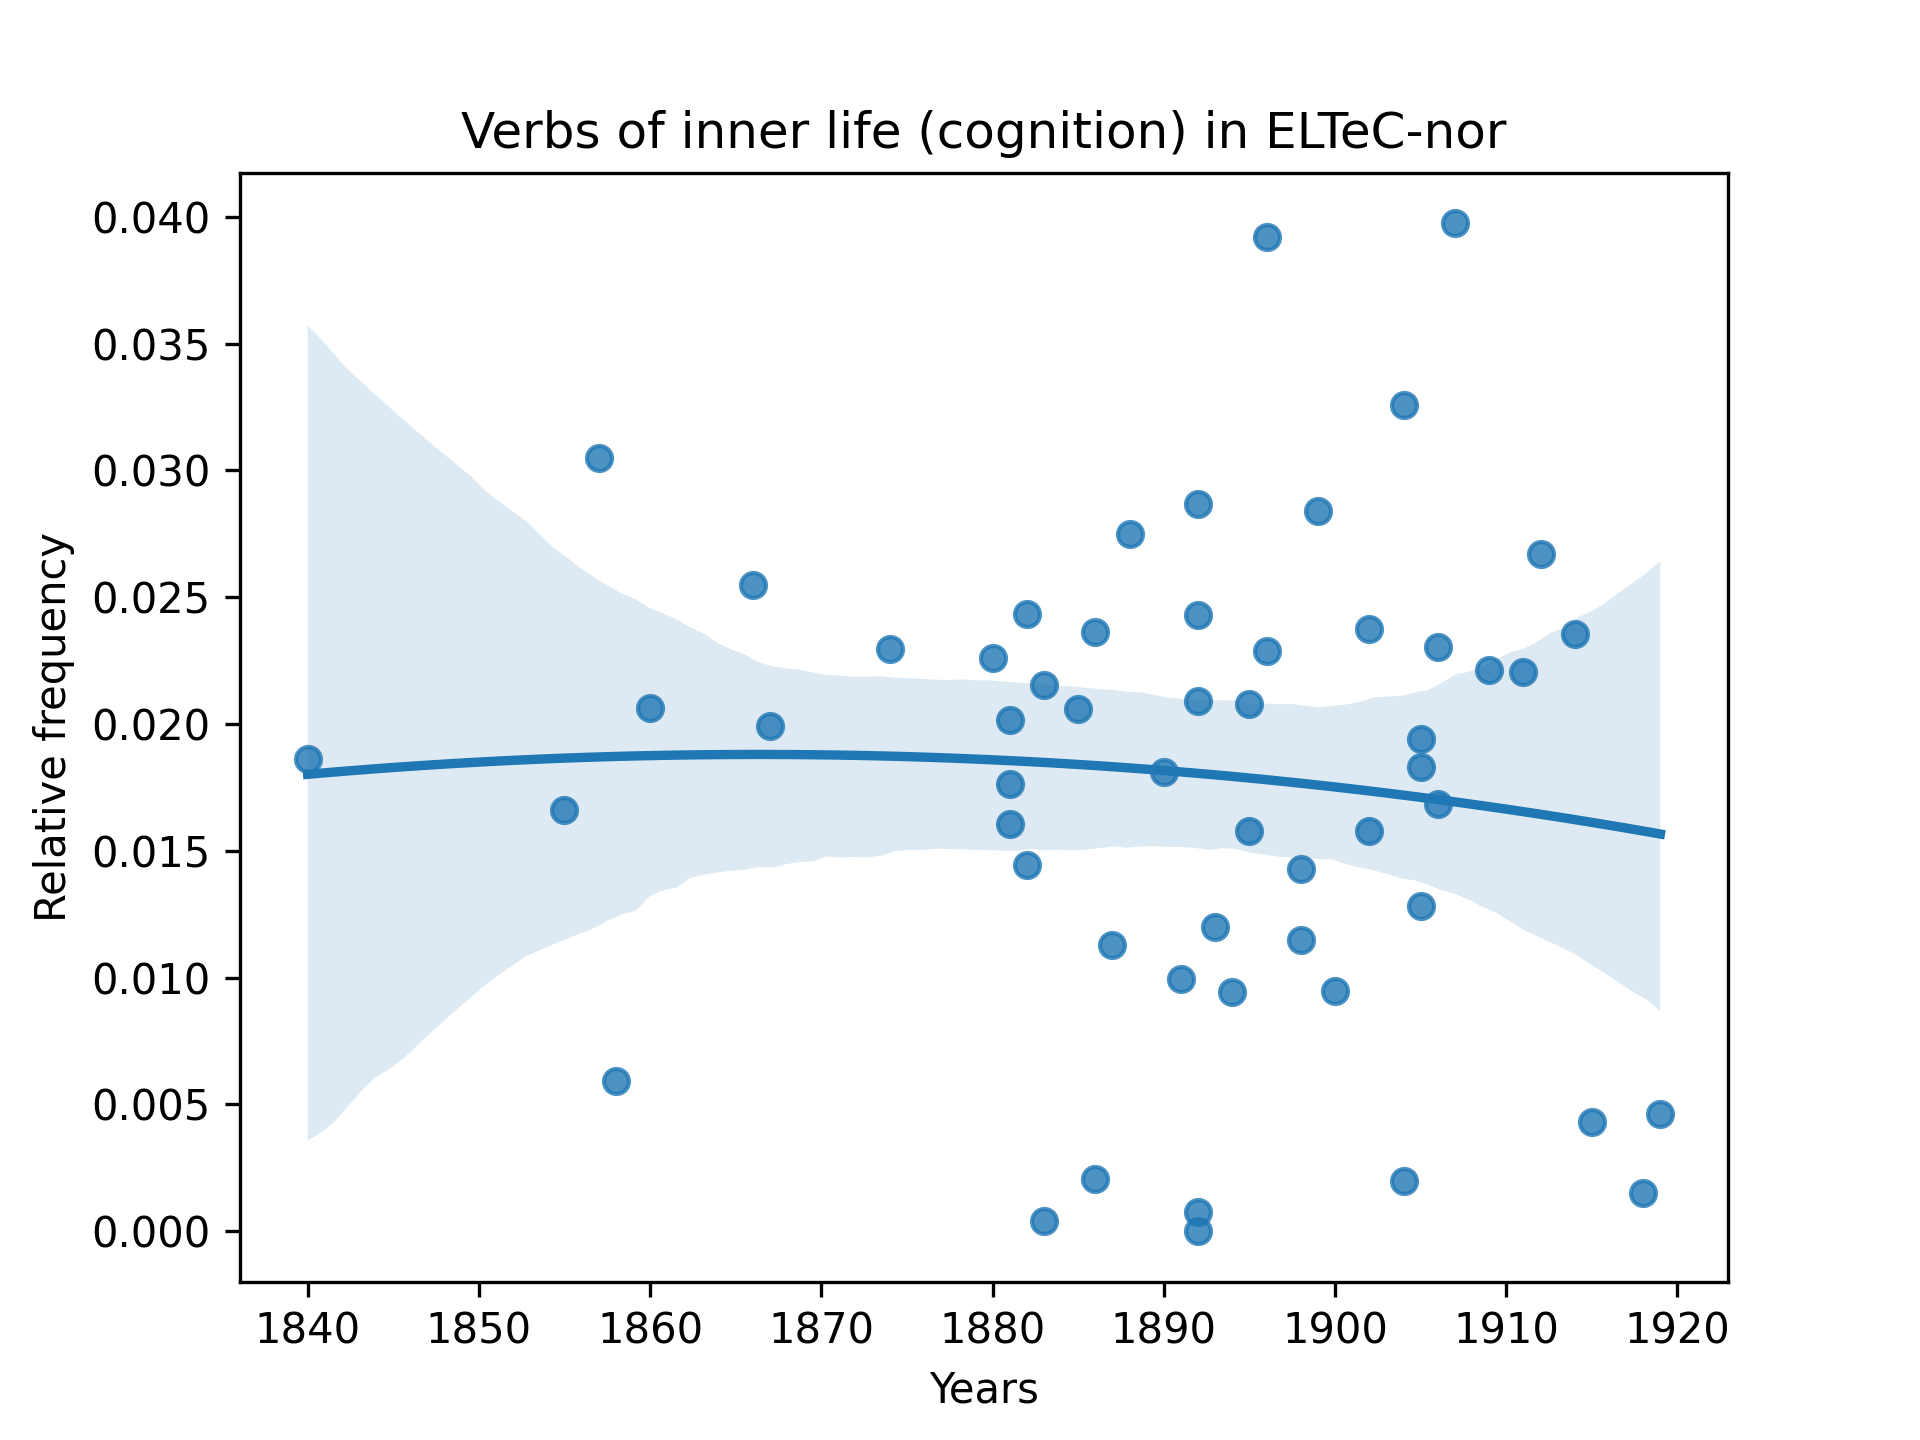 Verbs of inner life (cognition) in ELTeC-nor
0.040
0.035
0.030
0.025
0.020
0.015
0.010
0.005
0.000
Relative frequency
1840 1850 1860 1870 1880 1890 1900 1910 1920
Years